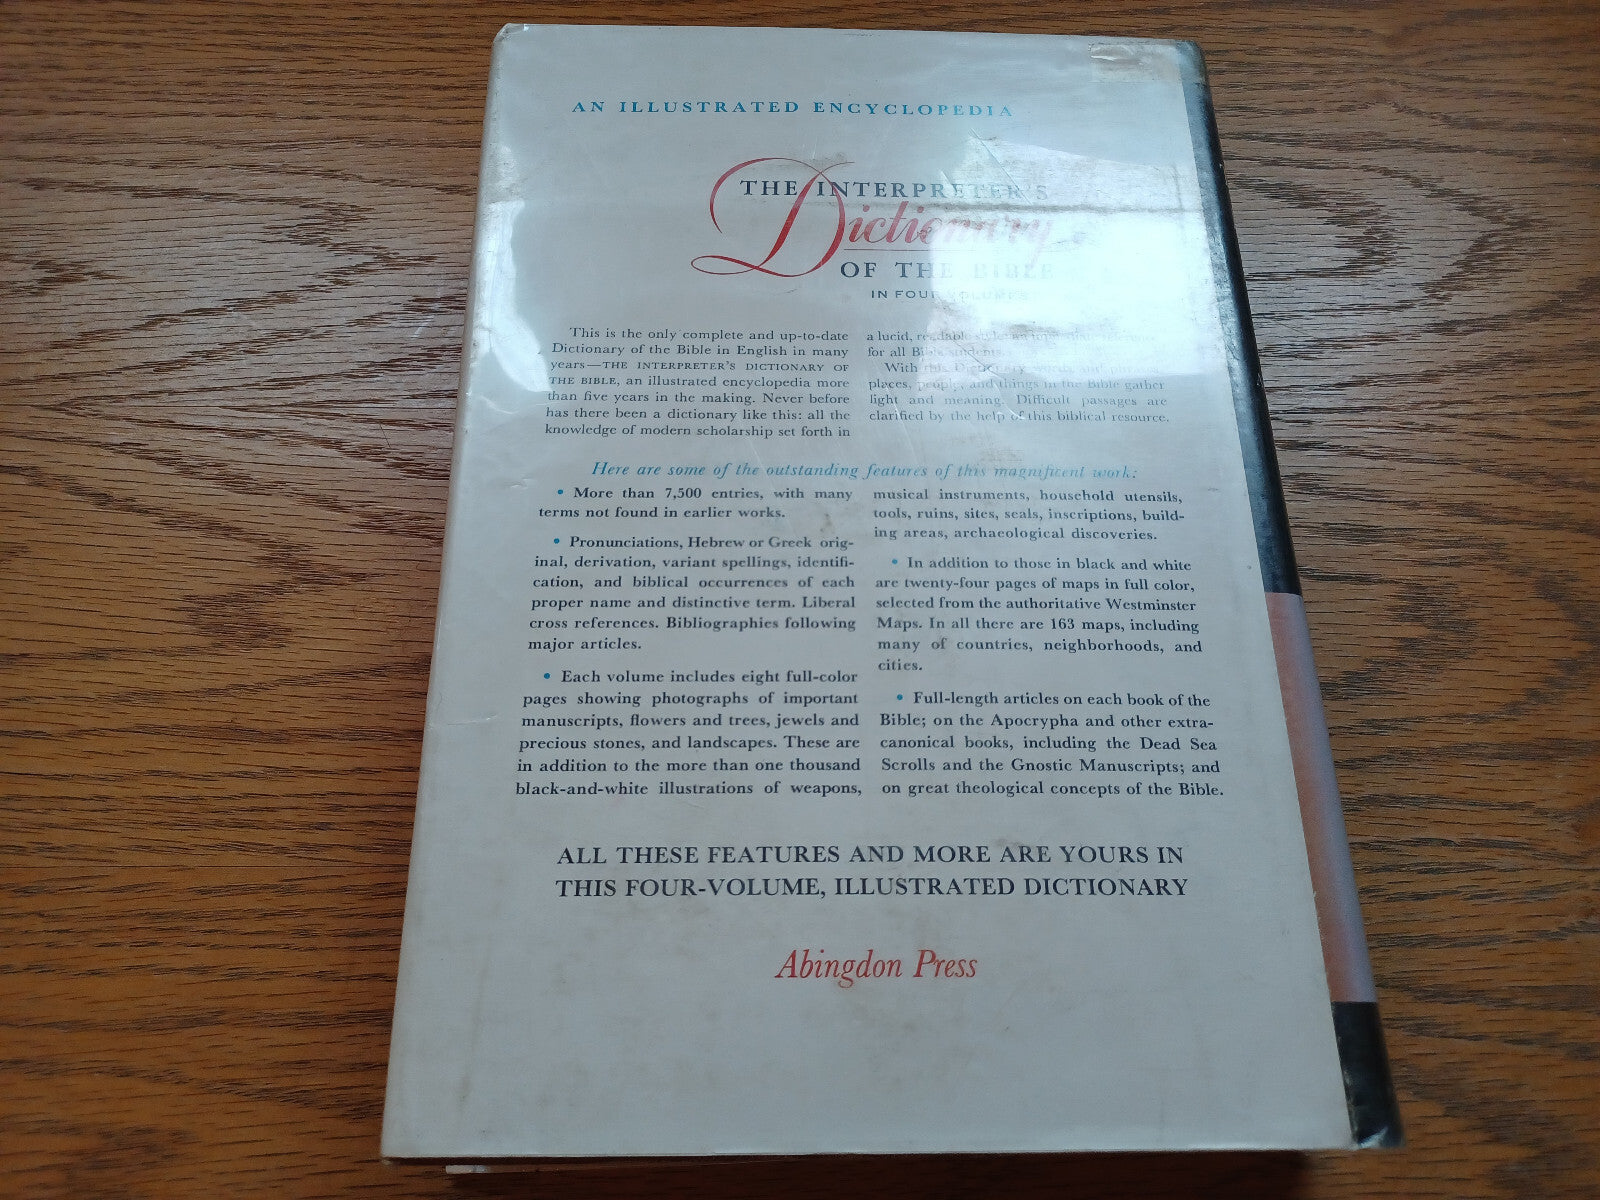 AN ILLUSTRATED ENCYCLOPEDIA
THE INTERPRETER'S
Dictionary
OF THE BIBLE
IN FOUR VOLUMES
This is the only complete and up-to-date
Dictionary of the Bible in English in many
years—THE INTERPRETER'S DICTIONARY OF
THE BIBLE, an illustrated encyclopedia more
than five years in the making. Never before
has there been a dictionary like this: all the
knowledge of modern scholarship set forth in
a lucid, readable style
for all Bible students.
With this Dictionary words and phrases,
places, people, and things in the Bible gather
light and meaning. Difficult passages are
clarified by the help of this biblical resource.
Here are some of the outstanding features of this magnificent work:
• More than 7,500 entries, with many
terms not found in earlier works.
• Pronunciations, Hebrew or Greek orig-
inal, derivation, variant spellings, identifi-
cation, and biblical occurrences of each
proper name and distinctive term. Liberal
cross references. Bibliographies following
major articles.
• Each volume includes eight full-color
pages showing photographs of important
manuscripts, flowers and trees, jewels and
precious stones, and landscapes. These are
in addition to the more than one thousand
black-and-white illustrations of weapons,
musical instruments, household utensils,
tools, ruins, sites, seals, inscriptions, build-
ing areas, archaeological discoveries.
• In addition to those in black and white
are twenty-four pages of maps in full color,
selected from the authoritative Westminster
Maps. In all there are 163 maps, including
many of countries, neighborhoods, and
cities.
• Full-length articles on each book of the
Bible; on the Apocrypha and other extra-
canonical books, including the Dead Sea
Scrolls and the Gnostic Manuscripts; and
on great theological concepts of the Bible.
ALL THESE FEATURES AND MORE ARE YOURS IN
THIS FOUR-VOLUME, ILLUSTRATED DICTIONARY
Abingdon Press